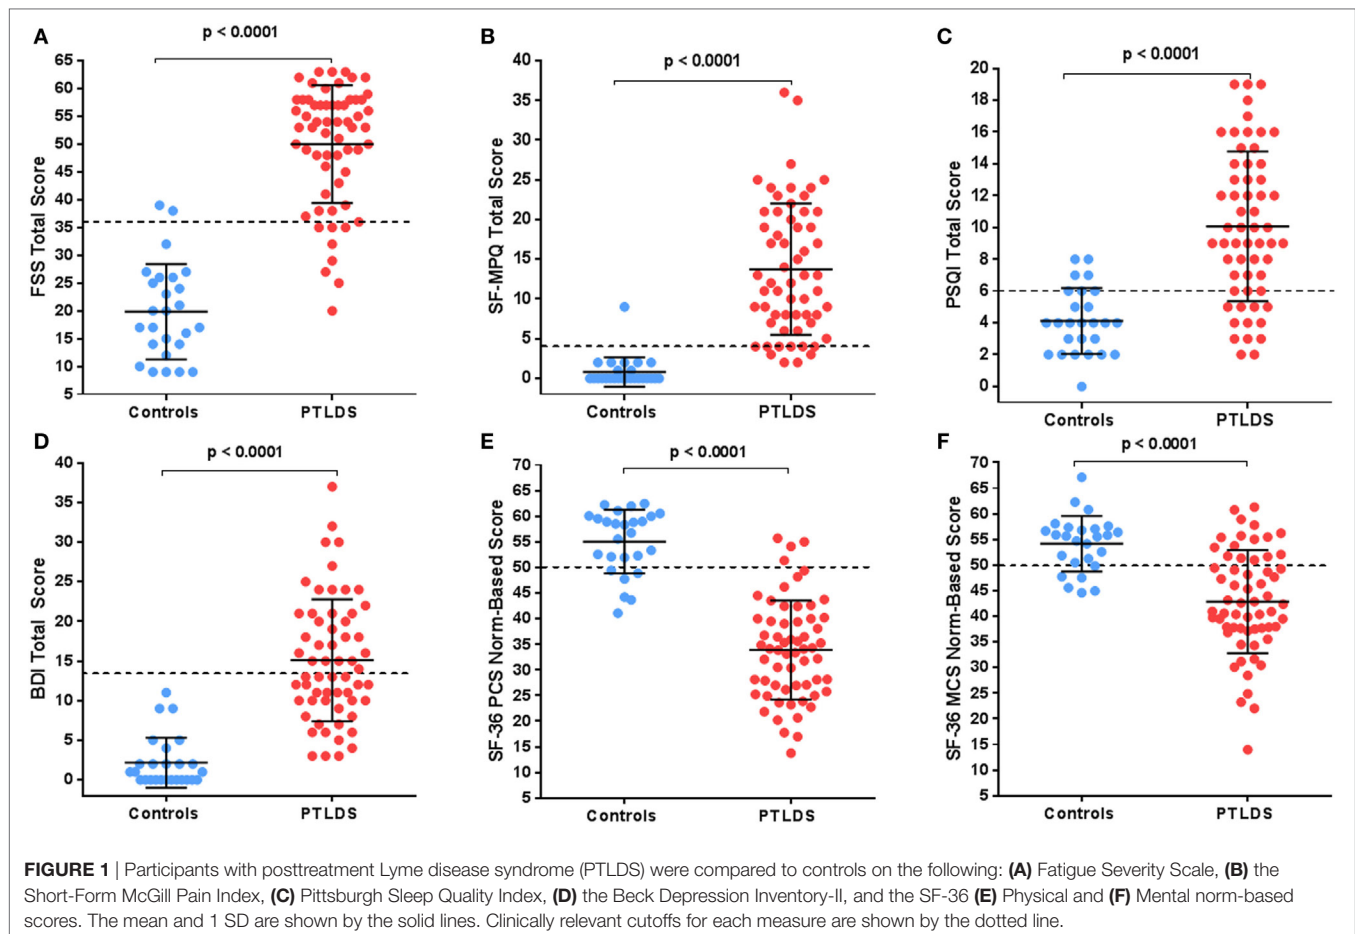 A
p < 0.0001
FSS Total Score
65
60
55
50
45
40
35
30
25
20
15
10
5
Controls
PTLDS
B
p < 0.0001
SF-MPQ Total Score
40
35
30
25
20
15
10
5
0
Controls
PTLDS
C
p < 0.0001
PSQI Total Score
20
18
16
14
12
10
8
6
4
2
0
Controls
PTLDS
D
p < 0.0001
BDI Total Score
40
35
30
25
20
15
10
5
0
Controls
PTLDS
E
p < 0.0001
SF-36 PCS Norm-Based Score
70
65
60
55
50
45
40
35
30
25
20
15
10
5
Controls
PTLDS
F
p < 0.0001
SF-36 MCS Norm-Based Score
70
65
60
55
50
45
40
35
30
25
20
15
10
5
Controls
PTLDS
FIGURE 1 | Participants with posttreatment Lyme disease syndrome (PTLDS) were compared to controls on the following: (A) Fatigue Severity Scale, (B) the
Short-Form McGill Pain Index, (C) Pittsburgh Sleep Quality Index, (D) the Beck Depression Inventory-II, and the SF-36 (E) Physical and (F) Mental norm-based
scores. The mean and 1 SD are shown by the solid lines. Clinically relevant cutoffs for each measure are shown by the dotted line.